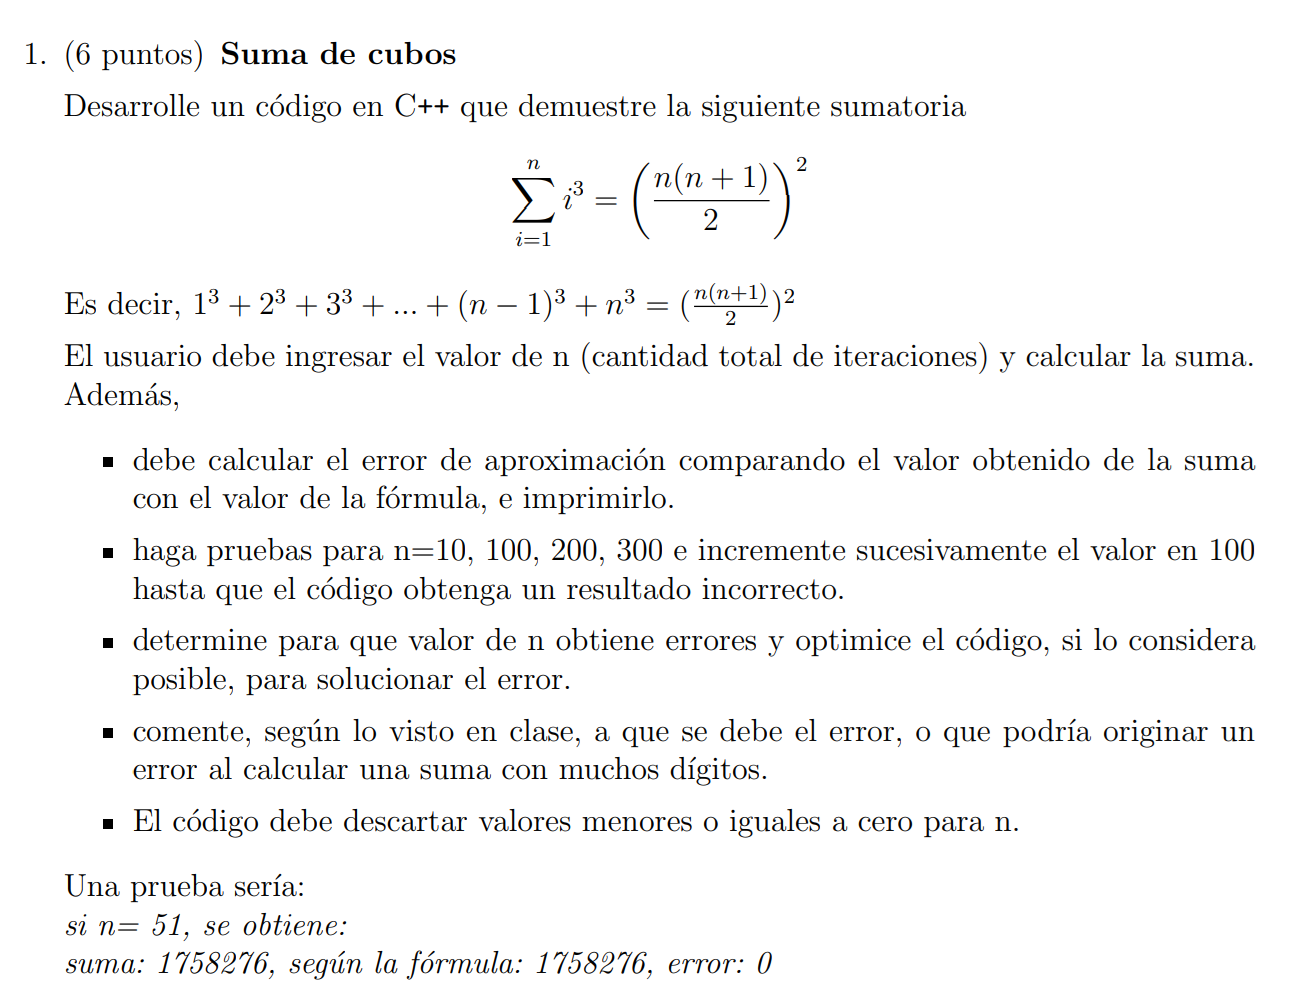 1. (6 puntos) Suma de cubos
Desarrolle un código en C++ que demuestre la siguiente sumatoria
\sum_{i=1}^{n} i^3 = \left( \frac{n(n+1)}{2} \right)^2
Es decir, 1^3 + 2^3 + 3^3 + ... + (n − 1)^3 + n^3 = (\frac{n(n+1)}{2})^2
El usuario debe ingresar el valor de n (cantidad total de iteraciones) y calcular la suma.
Además,
▪ debe calcular el error de aproximación comparando el valor obtenido de la suma
con el valor de la fórmula, e imprimirlo.
▪ haga pruebas para n=10, 100, 200, 300 e incremente sucesivamente el valor en 100
hasta que el código obtenga un resultado incorrecto.
▪ determine para que valor de n obtiene errores y optimice el código, si lo considera
posible, para solucionar el error.
▪ comente, según lo visto en clase, a que se debe el error, o que podría originar un
error al calcular una suma con muchos dígitos.
▪ El código debe descartar valores menores o iguales a cero para n.
Una prueba sería:
si n= 51, se obtiene:
suma: 1758276, según la fórmula: 1758276, error: 0